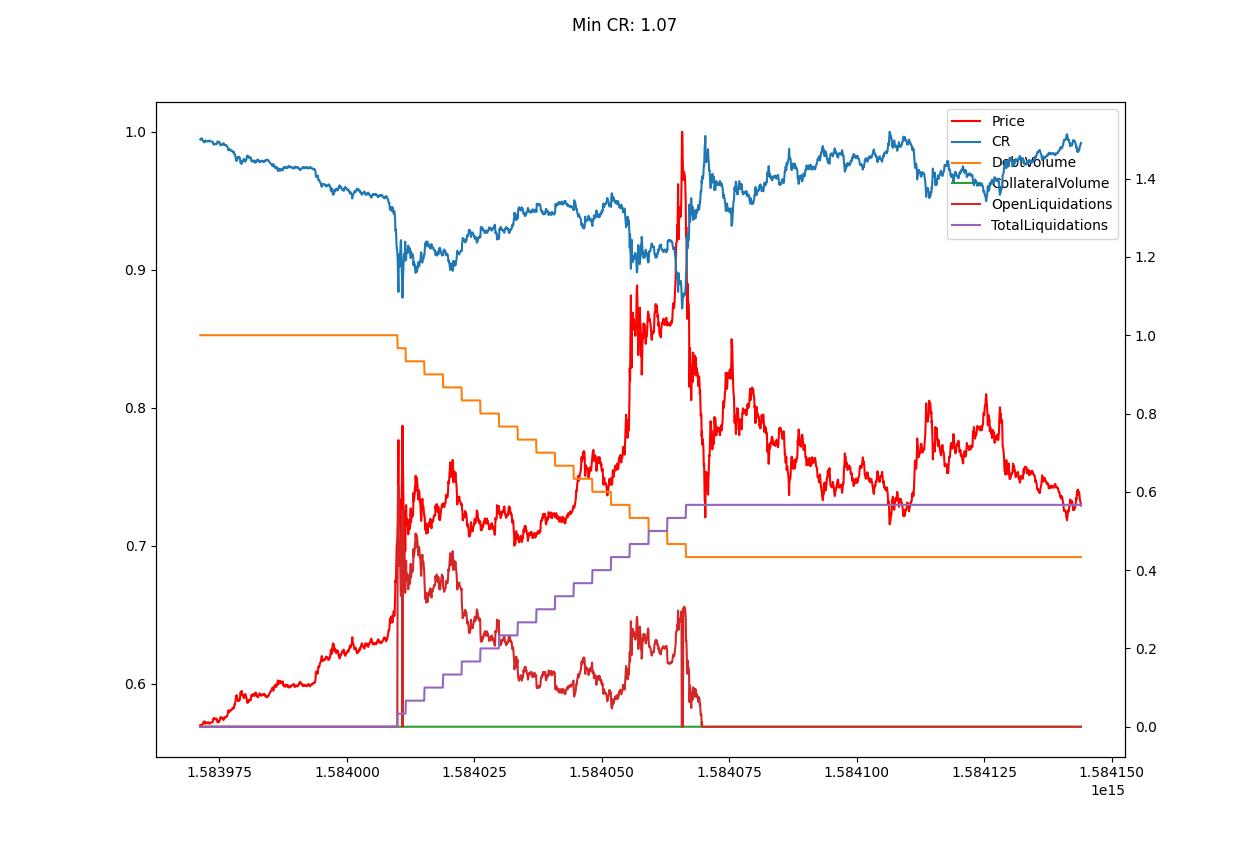 Min CR: 1.07
1.0
0.9
0.8
0.7
0.6
Price
CR
DebtVolume
CollateralVolume
OpenLiquidations
TotalLiquidations
1.4
1.2
1.0
0.8
0.6
0.4
0.2
0.0
1.583975 1.584000 1.584025 1.584050 1.584075 1.584100 1.584125 1.584150
1e15